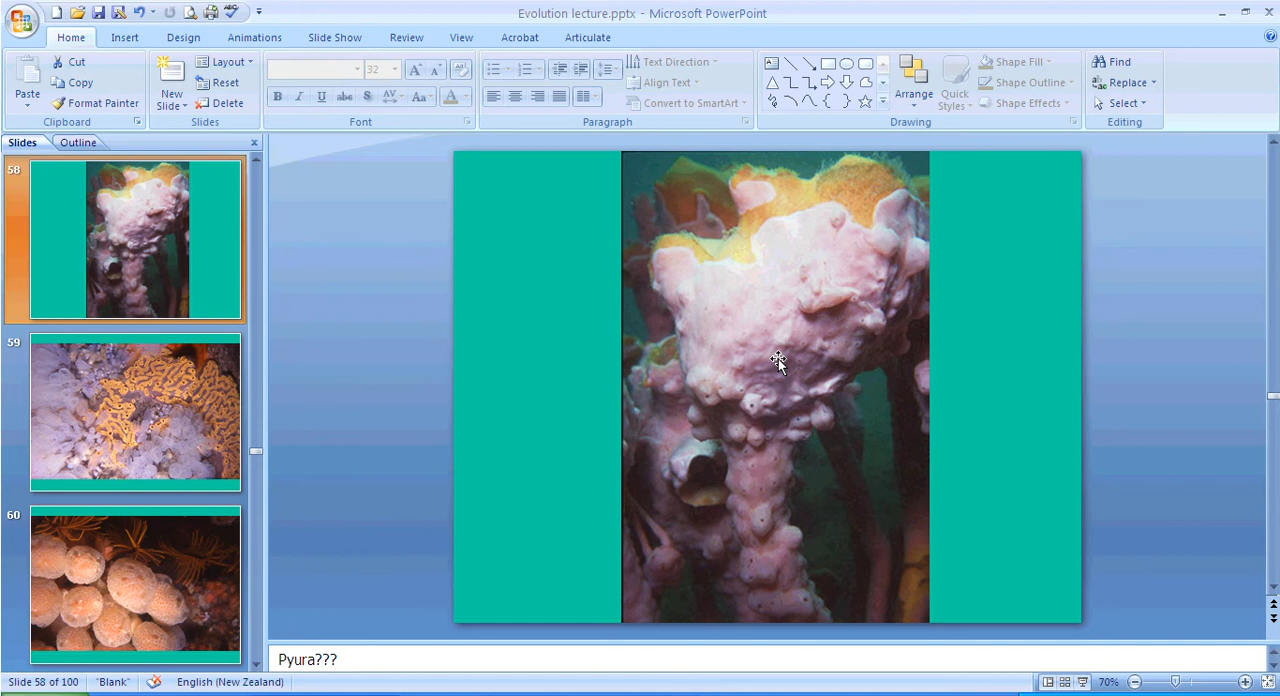 Evolution lecture.pptx - Microsoft PowerPoint
Home Insert Design Animations Slide Show Review View Acrobat Articulate
Paste
Cut
Copy
Format Painter
Clipboard
New
Slide
Layout
Reset
Delete
Slides
32
B I U abc S AV Aa A
Font
Text Direction
Align Text
Convert to SmartArt
Paragraph
Arrange
Quick
Styles
Shape Fill
Shape Outline
Shape Effects
Drawing
Find
Replace
Select
Editing
Slides Outline
58
59
60
Pyura???
Slide 58 of 100 "Blank" English (New Zealand) 70%